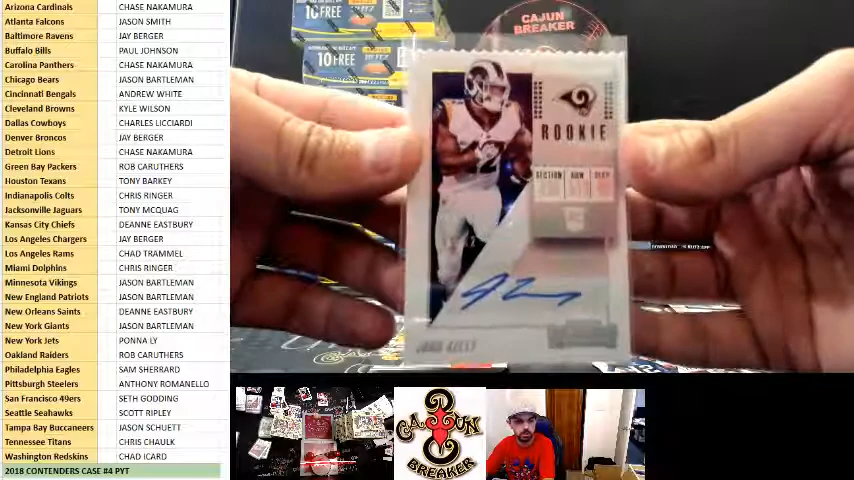 Arizona Cardinals CHASE NAKAMURA
Atlanta Falcons JASON SMITH
Baltimore Ravens JAY BERGER
Buffalo Bills PAUL JOHNSON
Carolina Panthers CHASE NAKAMURA
Chicago Bears JASON BARTLEMAN
Cincinnati Bengals ANDREW WHITE
Cleveland Browns KYLE WILSON
Dallas Cowboys CHARLES LICCIARDI
Denver Broncos JAY BERGER
Detroit Lions CHASE NAKAMURA
Green Bay Packers ROB CARUTHERS
Houston Texans TONY BARKEY
Indianapolis Colts CHRIS RINGER
Jacksonville Jaguars TONY MCQUAG
Kansas City Chiefs DEANNE EASTBURY
Los Angeles Chargers JAY BERGER
Los Angeles Rams CHAD TRAMMEL
Miami Dolphins CHRIS RINGER
Minnesota Vikings JASON BARTLEMAN
New England Patriots JASON BARTLEMAN
New Orleans Saints DEANNE EASTBURY
New York Giants JASON BARTLEMAN
New York Jets PONNA LY
Oakland Raiders ROB CARUTHERS
Philadelphia Eagles SAM SHERRARD
Pittsburgh Steelers ANTHONY ROMANELLO
San Francisco 49ers SETH GODDING
Seattle Seahawks SCOTT RIPLEY
Tampa Bay Buccaneers JASON SCHUETT
Tennessee Titans CHRIS CHAULK
Washington Redskins CHAD ICARD
2018 CONTENDERS CASE #4 PYT
10 FREE
10 FREE
CAJUN
BREAKER
ROOKIE
SECTION ROW SEAT
JOHN KELLY
CAJUN
BREAKER